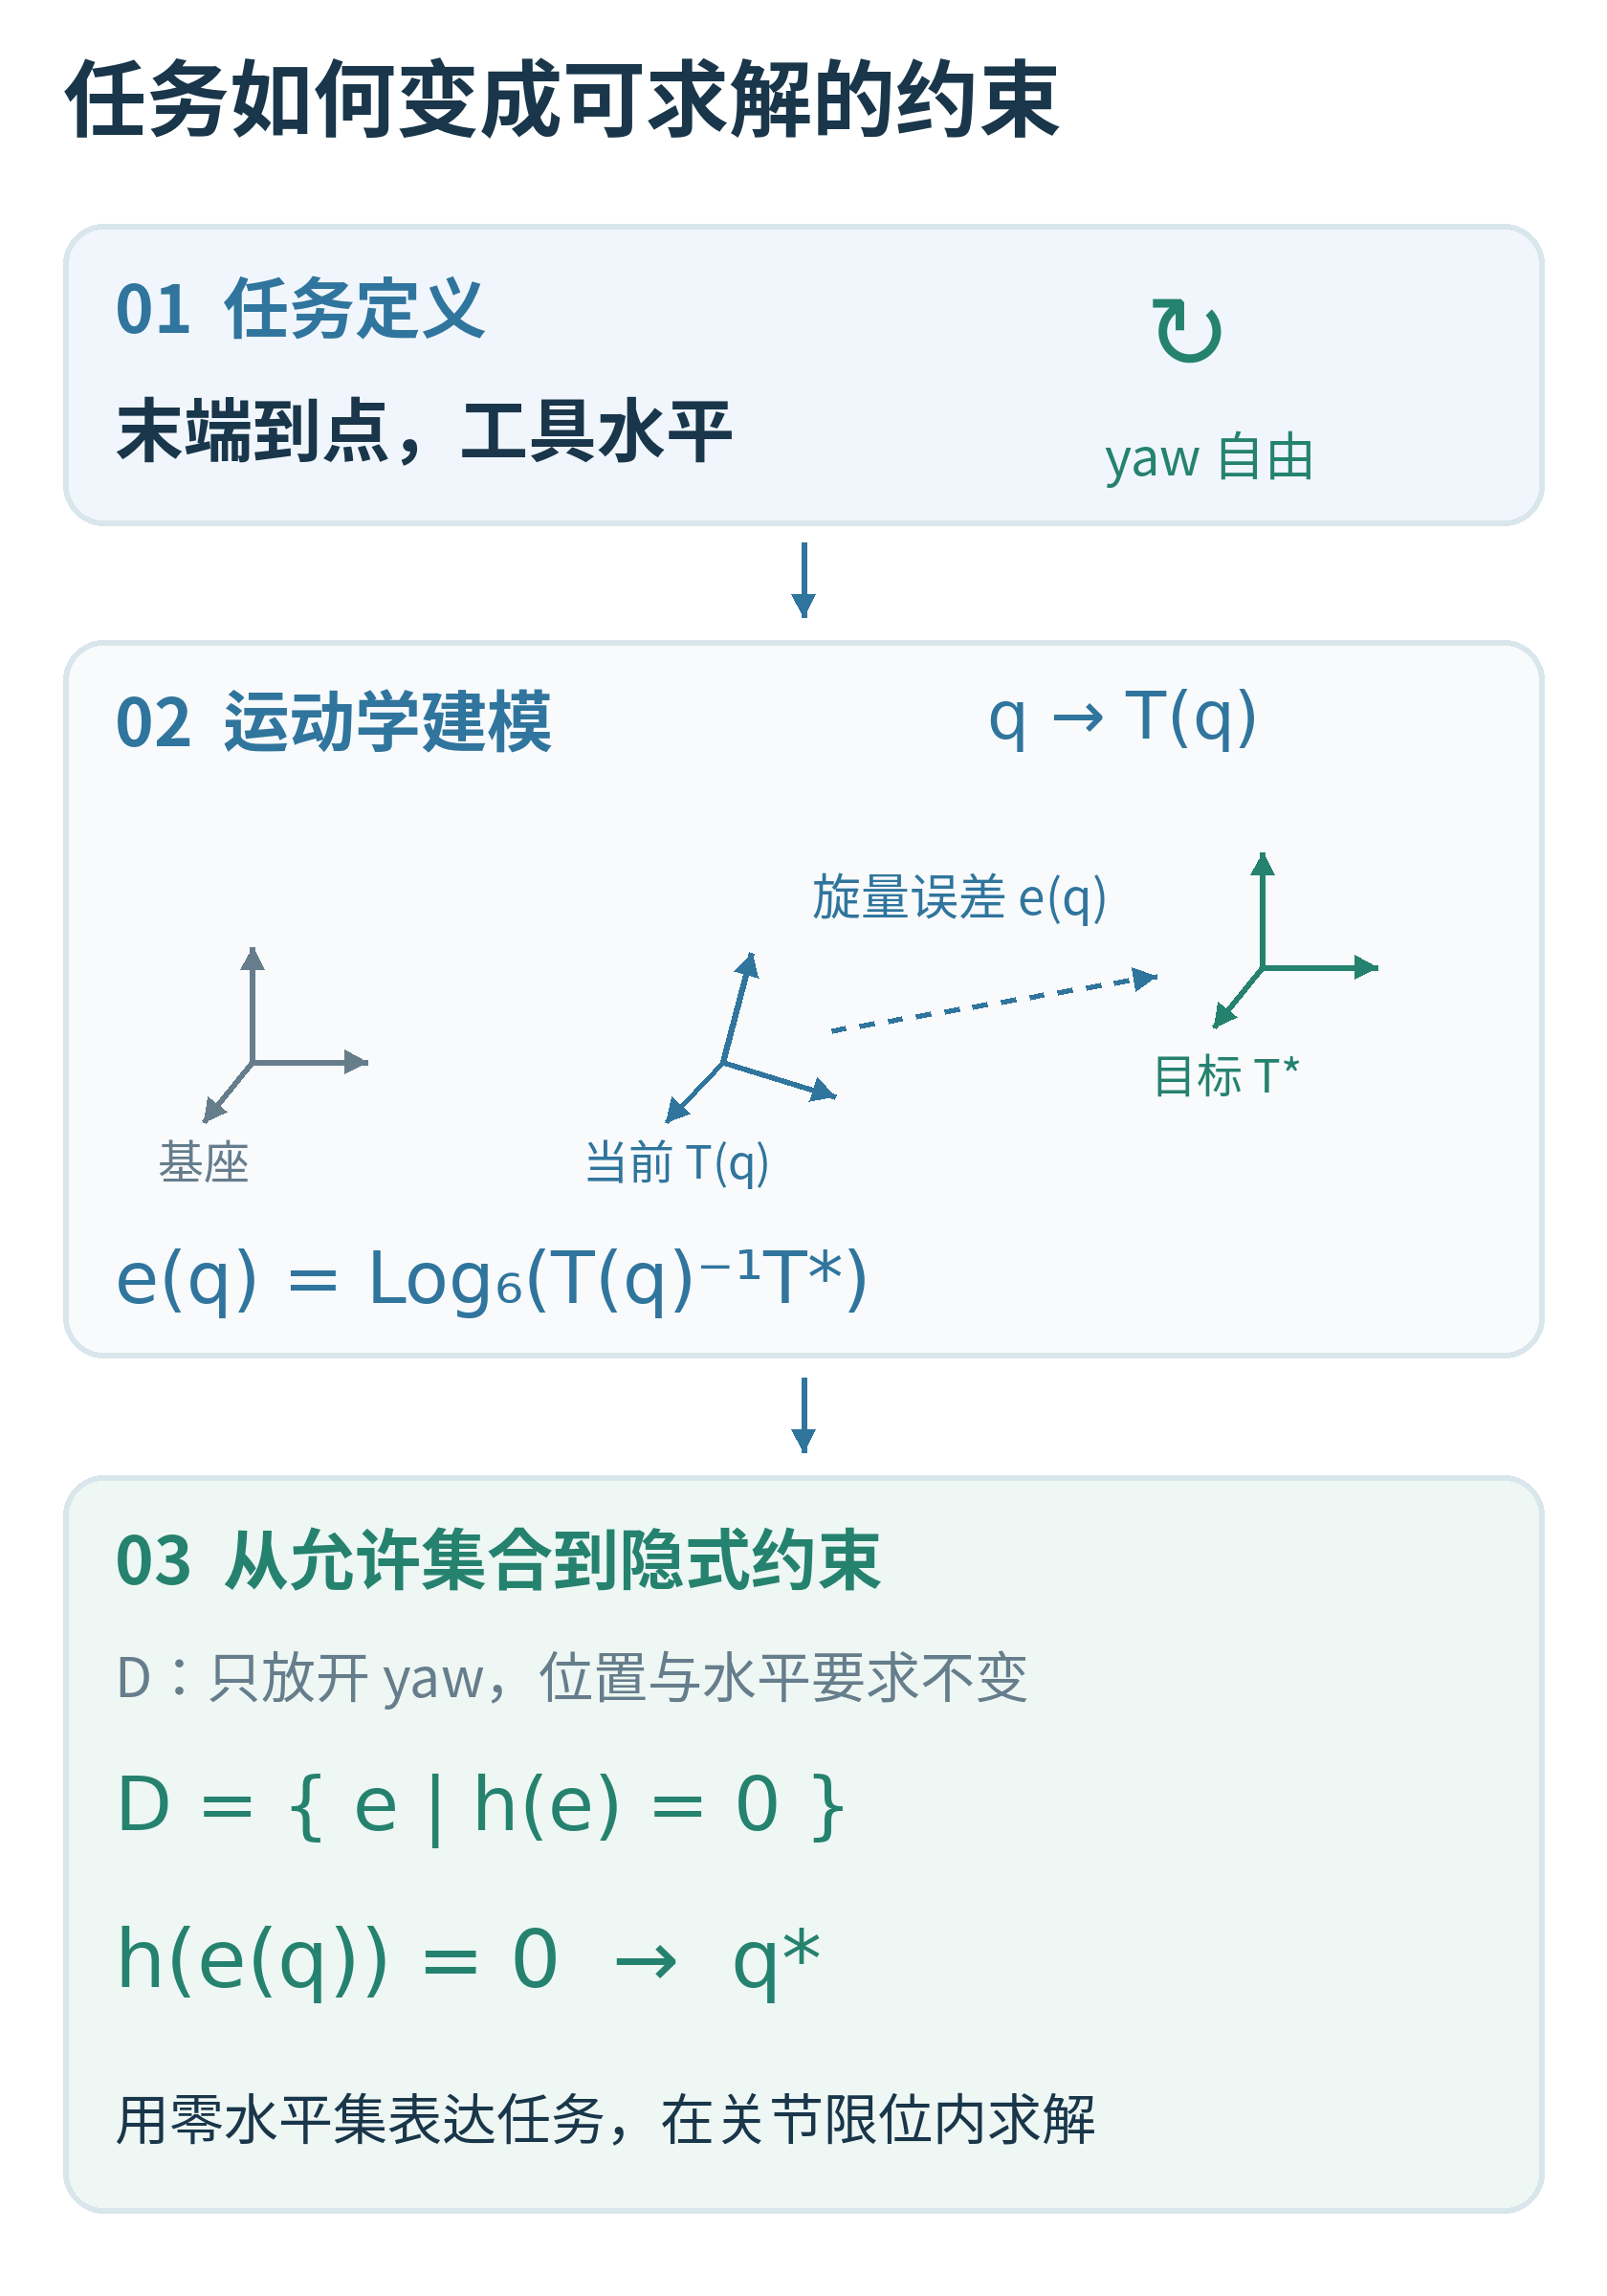 任务如何变成可求解的约束
01 任务定义
↻
末端到点，工具水平
yaw 自由
02 运动学建模
q → T(q)
旋量误差 e(q)
目标 T*
基座
当前 T(q)
e(q) = Log₆(T(q)⁻¹T*)
03 从允许集合到隐式约束
D：只放开 yaw，位置与水平要求不变
D = { e | h(e) = 0 }
h(e(q)) = 0 → q*
用零水平集表达任务，在关节限位内求解